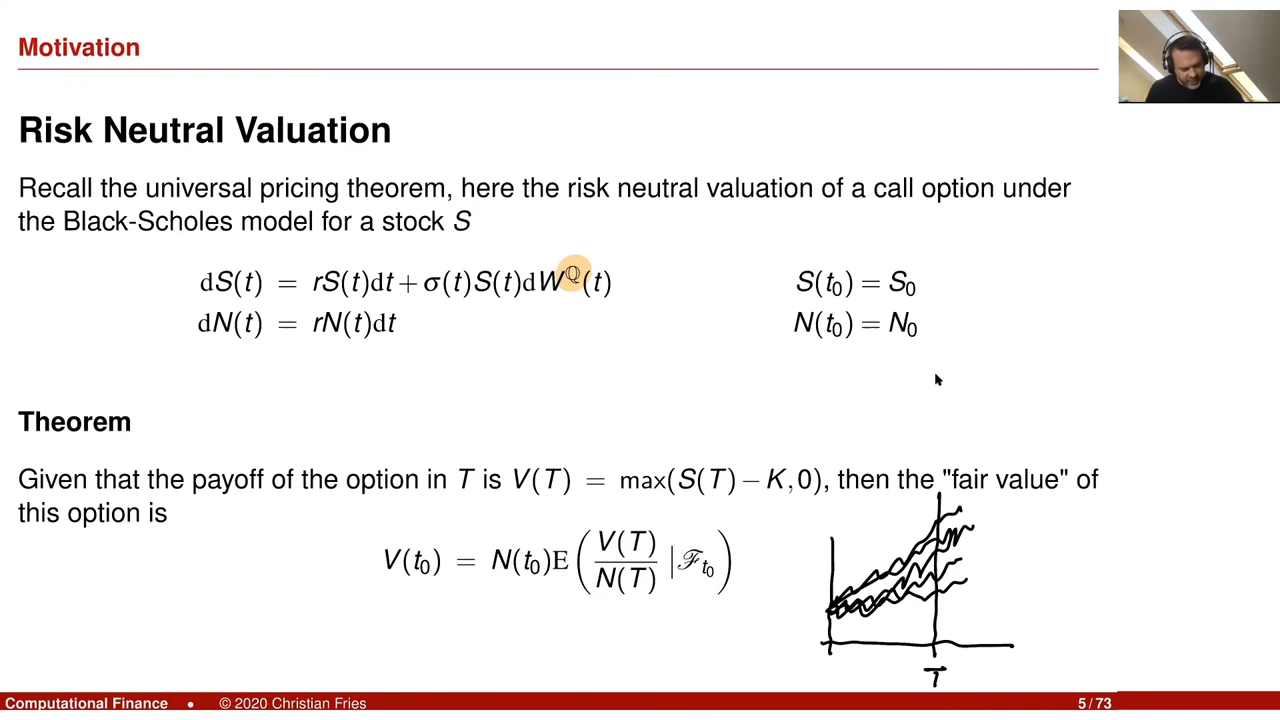 Motivation
Risk Neutral Valuation
Recall the universal pricing theorem, here the risk neutral valuation of a call option under
the Black-Scholes model for a stock S
dS(t) = rS(t)dt + σ(t)S(t)dW^ℚ(t) S(t₀) = S₀
dN(t) = rN(t)dt N(t₀) = N₀
Theorem
Given that the payoff of the option in T is V(T) = max(S(T) − K, 0), then the "fair value" of
this option is
V(t₀) = N(t₀)E( V(T)/N(T) | ℱ_t₀ )
T
Computational Finance • © 2020 Christian Fries 5 / 73